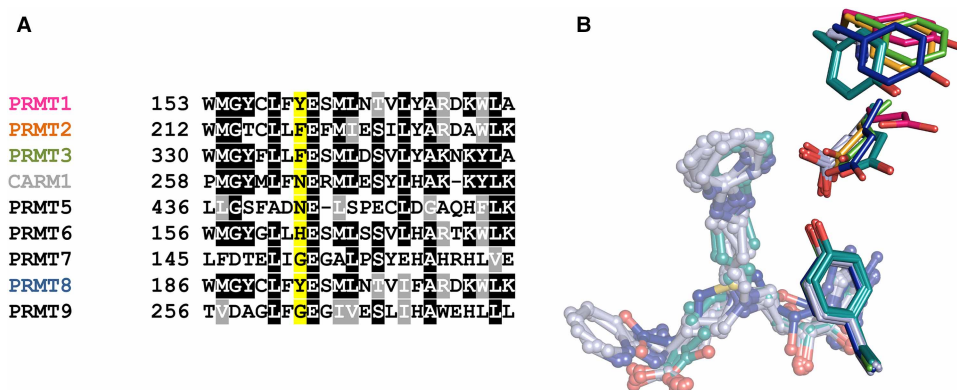 A
B
PRMT1 153 WMGYCLFYESMLNTVLYARDKWLA
PRMT2 212 WMGTCLLFEFMIESILYARDAWLK
PRMT3 330 WMGYFLLFESMLDSVLYAKNKYLA
CARM1 258 PMGYMLFNERMLESYLHAK-KYLK
PRMT5 436 LLGSFADNE-LSPECLDGAQHFLK
PRMT6 156 WMGYGLLHESMLSSVLHARTKWLK
PRMT7 145 LFDTELIGEGALPSYEHAHRHLVE
PRMT8 186 WMGYCLFYESMLNTVIFARDKWLK
PRMT9 256 TVDAGLFGEGIVESLIHAWEHLLL